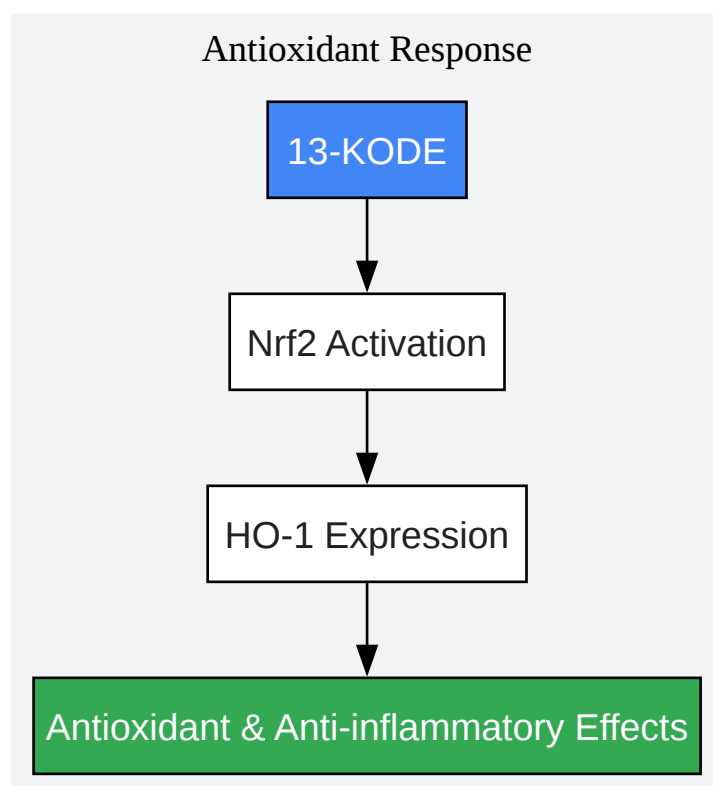 Antioxidant Response
13-KODE
Nrf2 Activation
HO-1 Expression
Antioxidant & Anti-inflammatory Effects